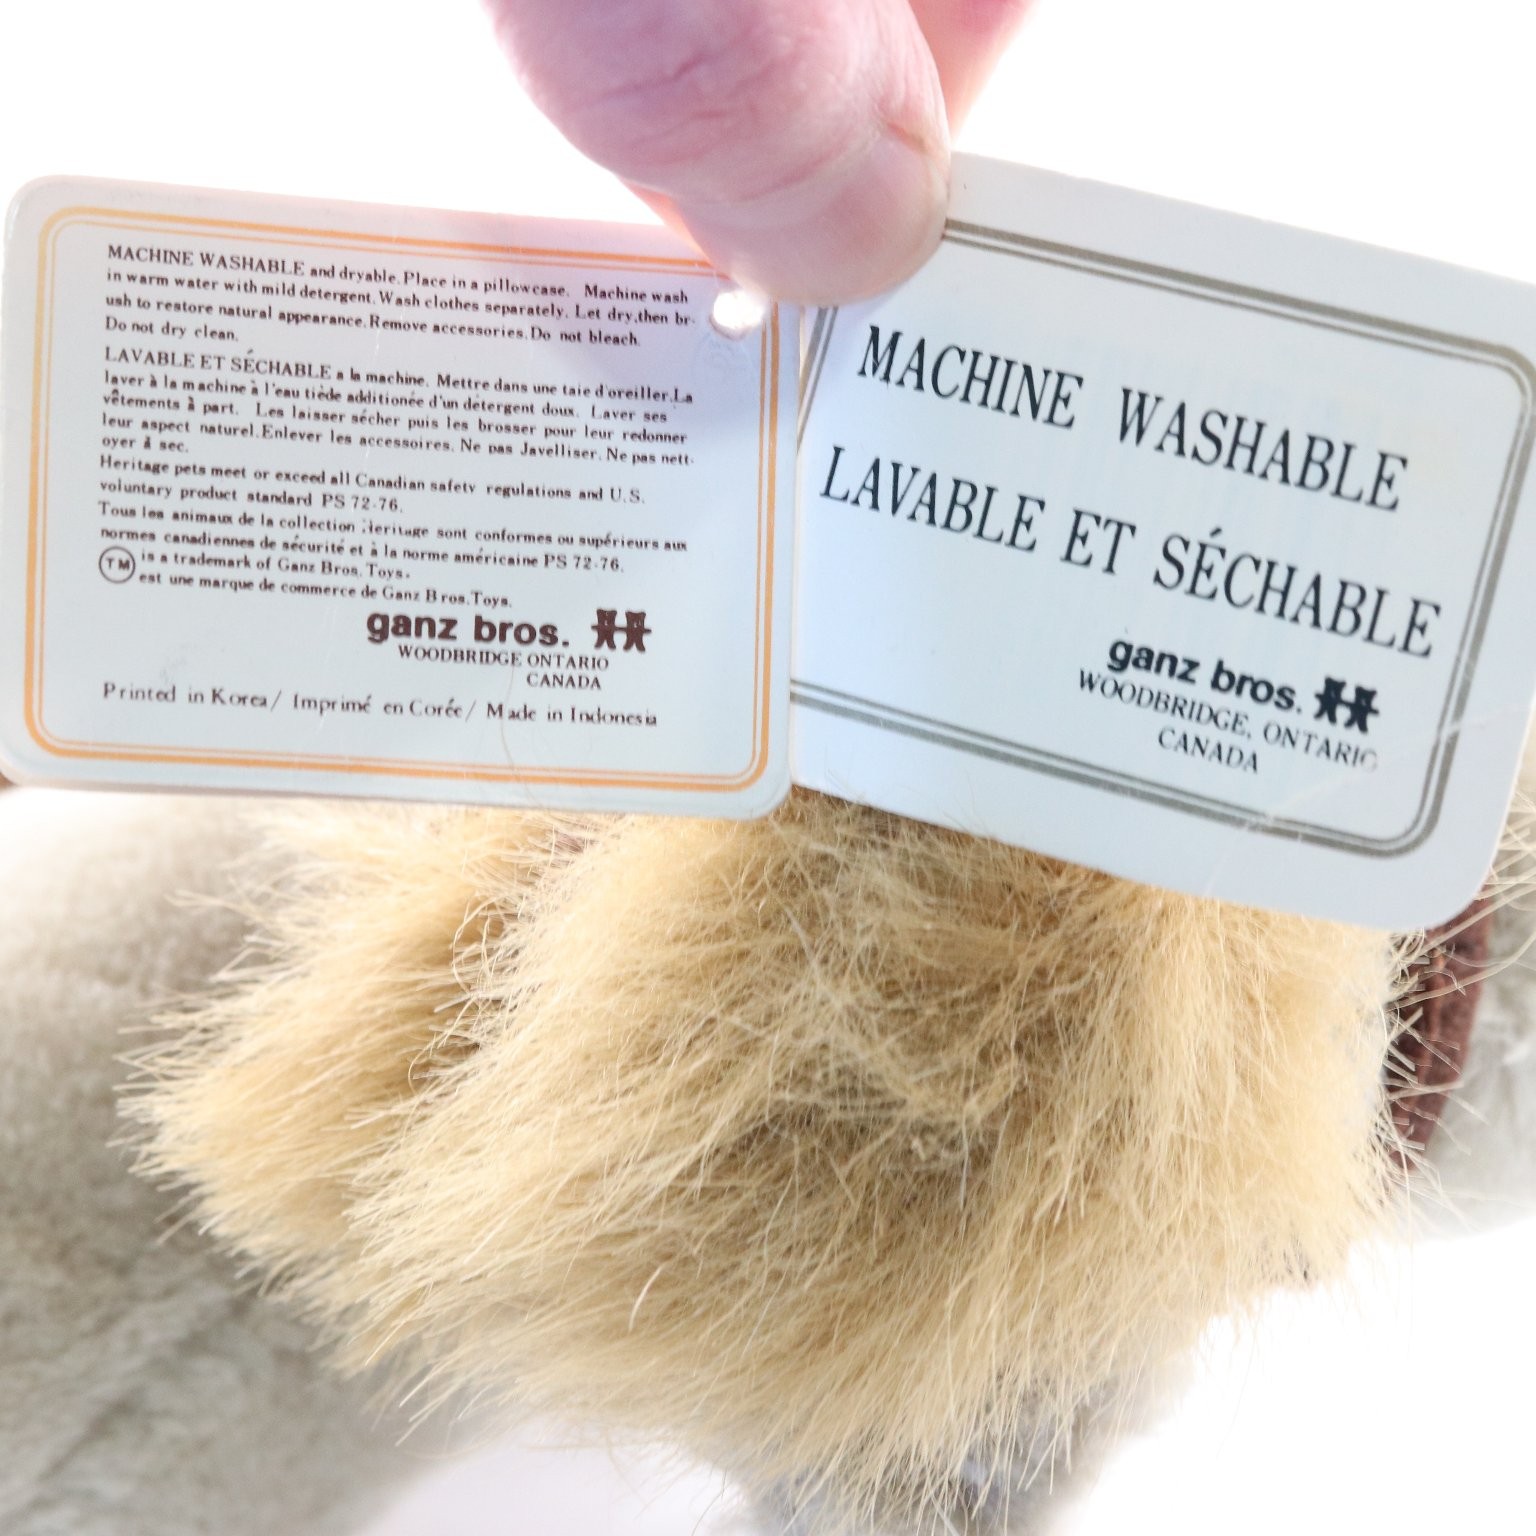 MACHINE WASHABLE and dryable.Place in a pillowcase. Machine wash
in warm water with mild detergent.Wash clothes separately. Let dry,then br-
ush to restore natural appearance.Remove accessories.Do not bleach.
Do not dry clean.
LAVABLE ET SÉCHABLE a la machine. Mettre dans une taie d'oreiller.La
laver à la machine à l'eau tiède additionée d'un détergent doux. Laver ses
vêtements à part. Les laisser sécher puis les brosser pour leur redonner
leur aspect naturel.Enlever les accessoires. Ne pas Javelliser. Ne pas nett-
oyer à sec.
Heritage pets meet or exceed all Canadian safety regulations and U.S.
voluntary product standard PS 72-76.
Tous les animaux de la collection Heritage sont conformes ou supérieurs aux
normes canadiennes de sécurité et à la norme américaine PS 72-76.
TM is a trademark of Ganz Bros. Toys.
est une marque de commerce de Ganz Bros.Toys.
ganz bros.
WOODBRIDGE ONTARIO
CANADA
Printed in Korea/ Imprimé en Corée/ Made in Indonesia
MACHINE WASHABLE
LAVABLE ET SÉCHABLE
ganz bros.
WOODBRIDGE, ONTARIO
CANADA